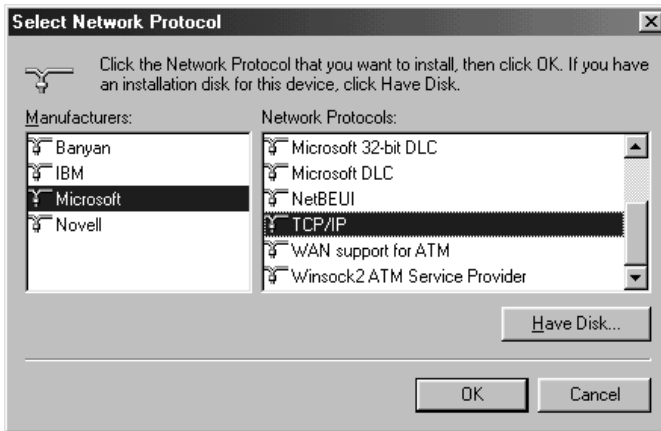 Select Network Protocol
Click the Network Protocol that you want to install, then click OK. If you have
an installation disk for this device, click Have Disk.
Manufacturers:
Banyan
IBM
Microsoft
Novell
Network Protocols:
Microsoft 32-bit DLC
Microsoft DLC
NetBEUI
TCP/IP
WAN support for ATM
Winsock2 ATM Service Provider
Have Disk...
OK
Cancel